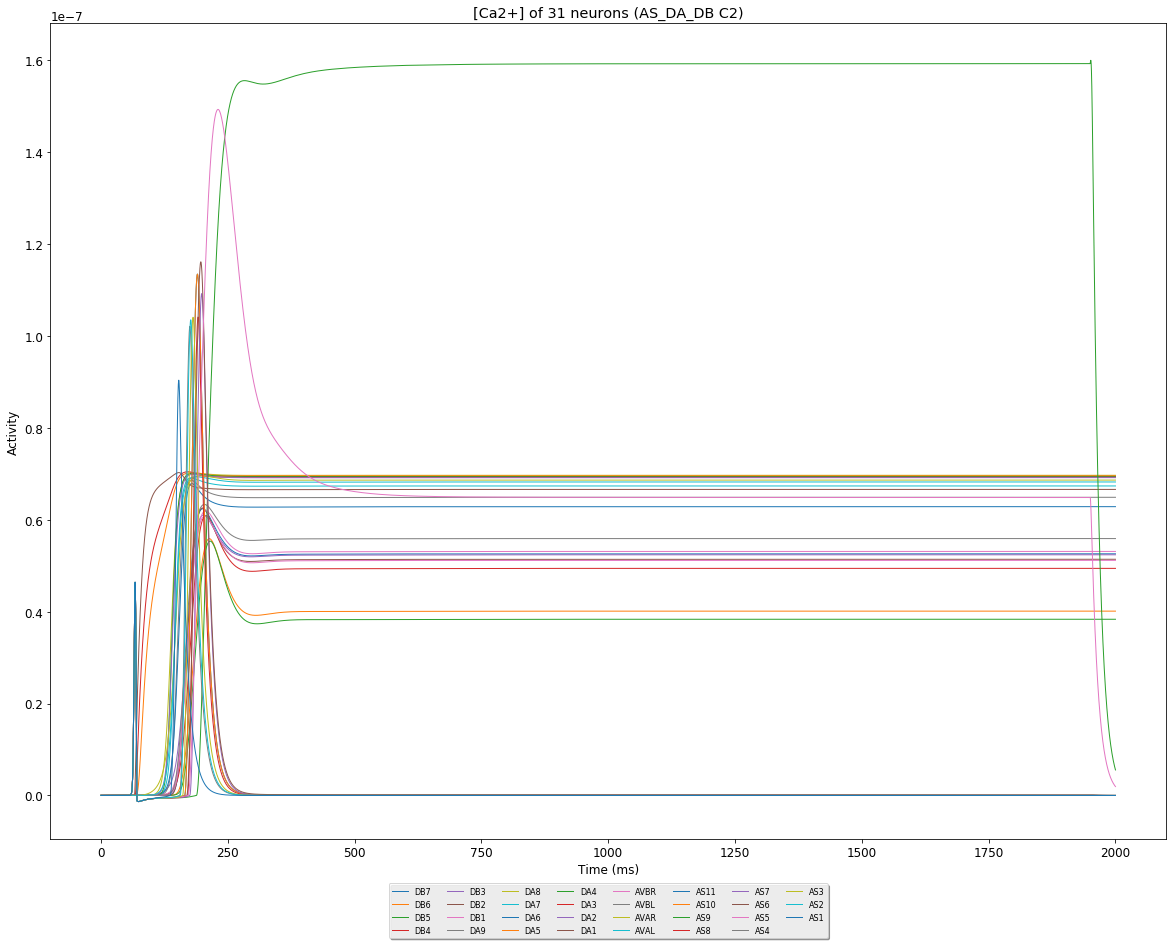 [Ca2+] of 31 neurons (AS_DA_DB C2)
1e−7
1.6
1.4
1.2
1.0
0.8
0.6
0.4
0.2
0.0
Activity
0 250 500 750 1000 1250 1500 1750 2000
Time (ms)
DB7 DB3 DA8 DA4 AVBR AS11 AS7 AS3
DB6 DB2 DA7 DA3 AVBL AS10 AS6 AS2
DB5 DB1 DA6 DA2 AVAR AS9 AS5 AS1
DB4 DA9 DA5 DA1 AVAL AS8 AS4